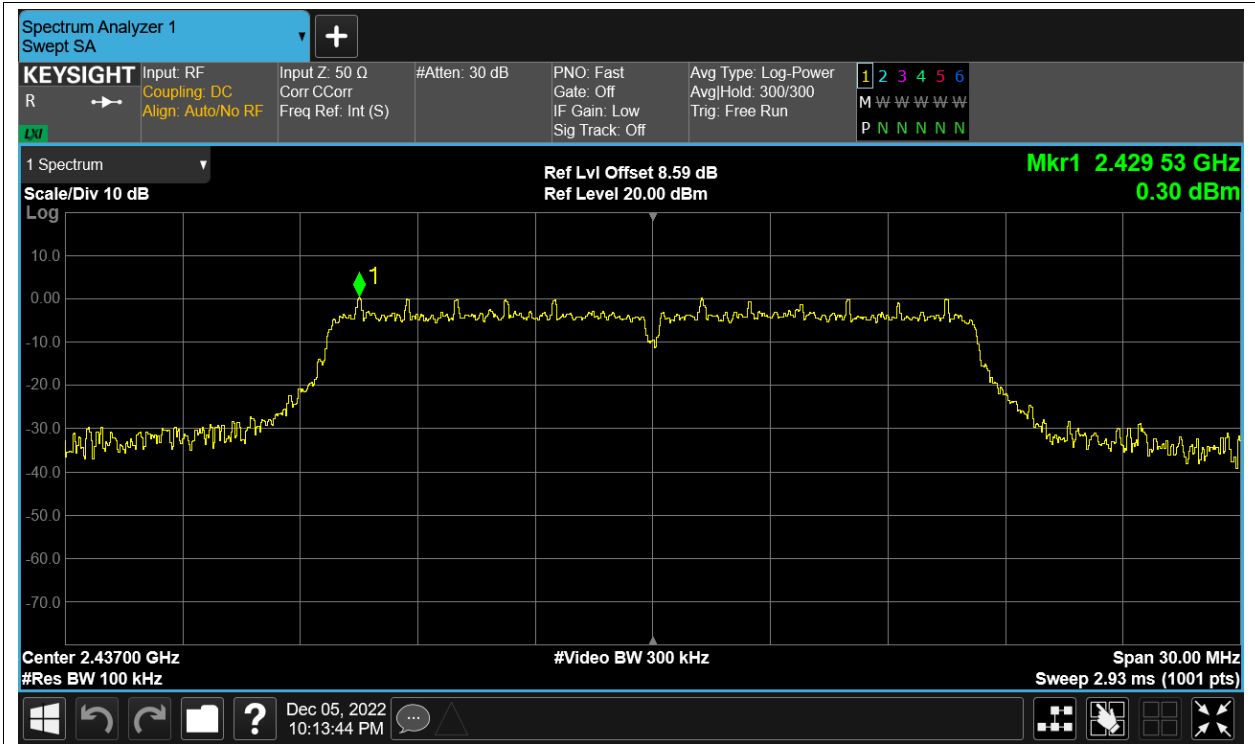 Spectrum Analyzer 1
Swept SA
+
KEYSIGHT
R
LXI
Input: RF
Coupling: DC
Align: Auto/No RF
Input Z: 50 Ω
Corr CCorr
Freq Ref: Int (S)
#Atten: 30 dB
PNO: Fast
Gate: Off
IF Gain: Low
Sig Track: Off
Avg Type: Log-Power
Avg|Hold: 300/300
Trig: Free Run
1 2 3 4 5 6
M W W W W W
P N N N N N N
1 Spectrum
Scale/Div 10 dB
Ref Lvl Offset 8.59 dB
Ref Level 20.00 dBm
Mkr1 2.429 53 GHz
0.30 dBm
Log
10.0
0.00
-10.0
-20.0
-30.0
-40.0
-50.0
-60.0
-70.0
1
Center 2.43700 GHz
#Res BW 100 kHz
#Video BW 300 kHz
Span 30.00 MHz
Sweep 2.93 ms (1001 pts)
?
Dec 05, 2022
10:13:44 PM